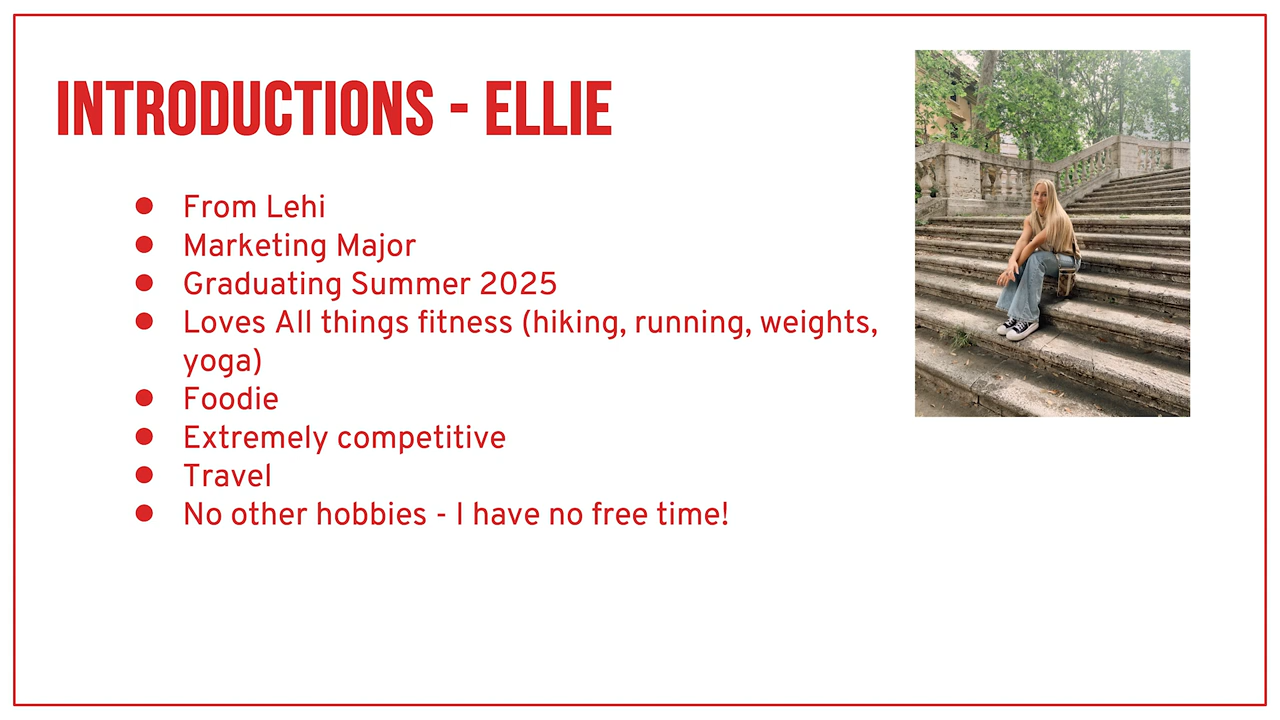 INTRODUCTIONS - ELLIE
● From Lehi
● Marketing Major
● Graduating Summer 2025
● Loves All things fitness (hiking, running, weights,
yoga)
● Foodie
● Extremely competitive
● Travel
● No other hobbies - I have no free time!